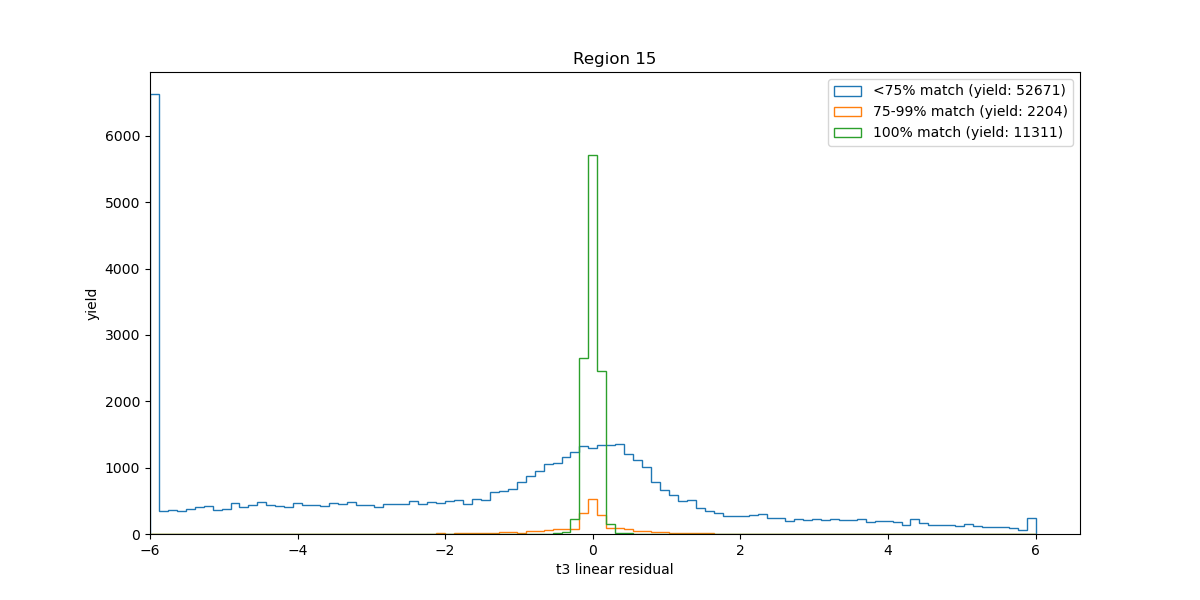 Region 15
<75% match (yield: 52671)
75-99% match (yield: 2204)
100% match (yield: 11311)
yield
6000
5000
4000
3000
2000
1000
0
−6 −4 −2 0 2 4 6
t3 linear residual